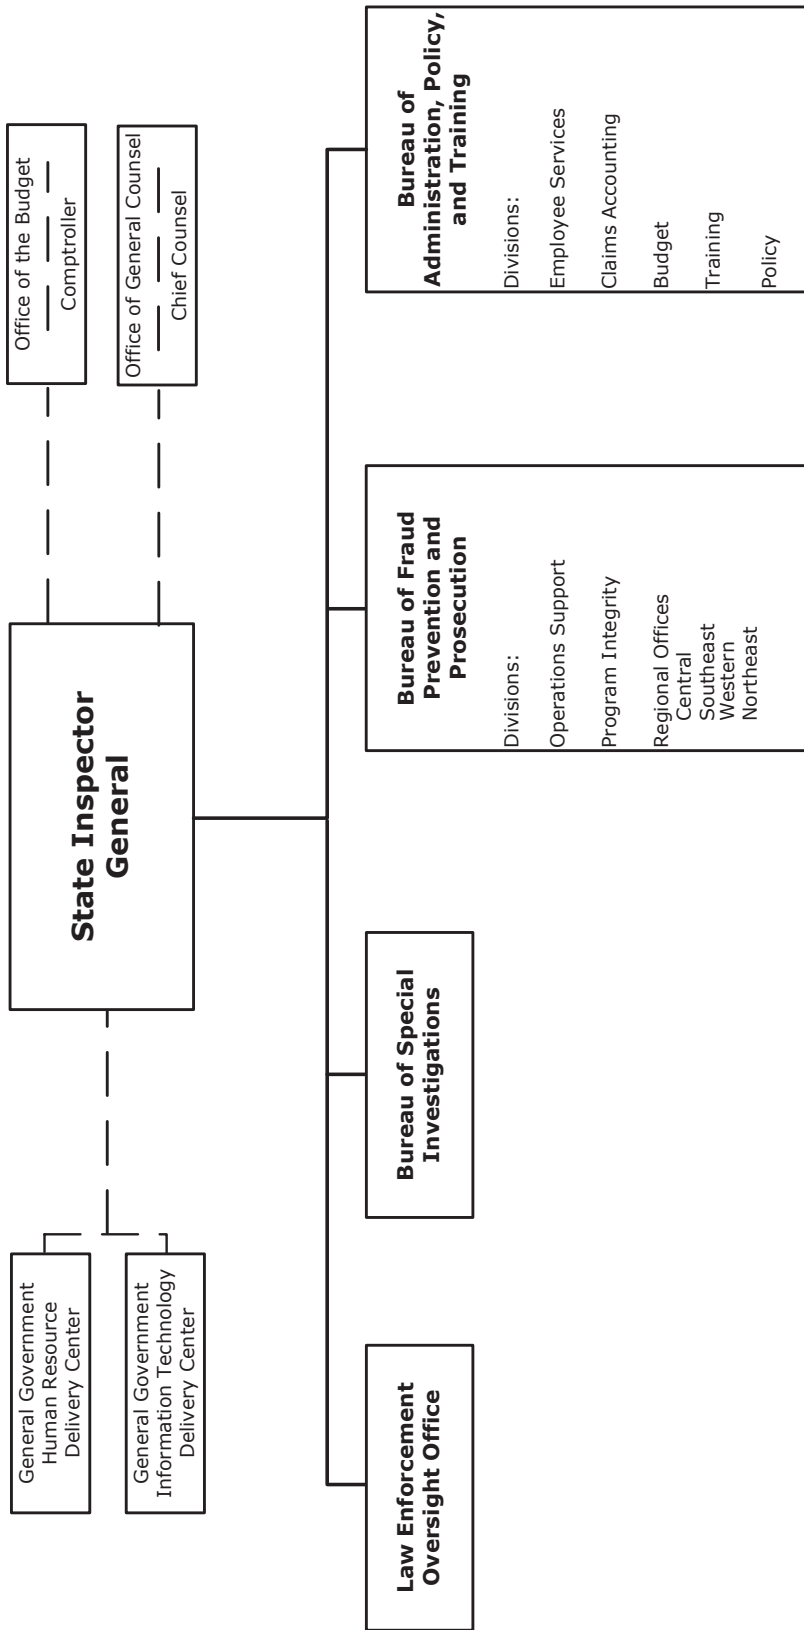 General Government
Human Resource
Delivery Center
General Government
Information Technology
Delivery Center
State Inspector
General
Office of the Budget
Comptroller
Office of General Counsel
Chief Counsel
Law Enforcement
Oversight Office
Bureau of Special
Investigations
Bureau of Fraud
Prevention and
Prosecution
Divisions:
Operations Support
Program Integrity
Regional Offices
Central
Southeast
Western
Northeast
Bureau of
Administration, Policy,
and Training
Divisions:
Employee Services
Claims Accounting
Budget
Training
Policy